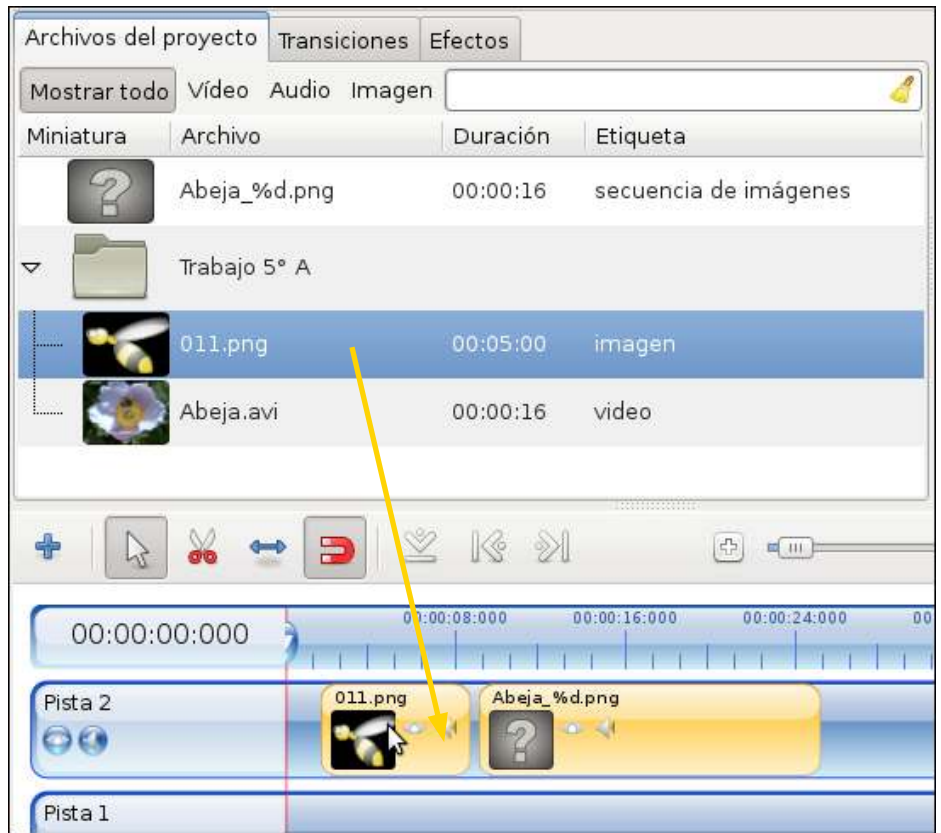 Archivos del proyecto Transiciones Efectos
Mostrar todo Vídeo Audio Imagen
Miniatura Archivo Duración Etiqueta
Abeja_%d.png 00:00:16 secuencia de imágenes
Trabajo 5° A
011.png 00:05:00 imagen
Abeja.avi 00:00:16 video
00:00:00:000 00:00:08:000 00:00:16:000 00:00:24:000 00
Pista 2 011.png Abeja_%d.png
Pista 1